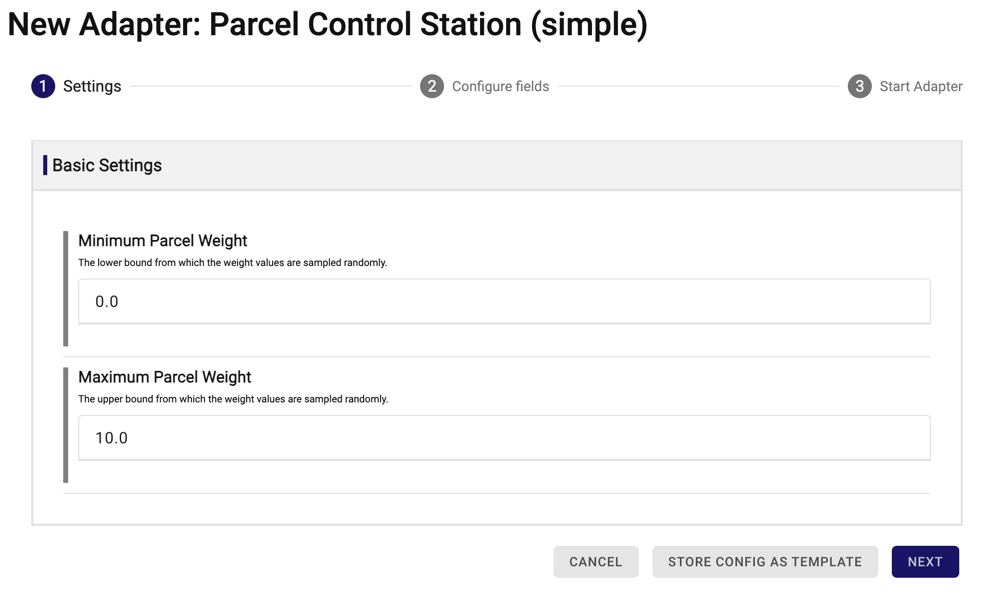 New Adapter: Parcel Control Station (simple)
1 Settings 2 Configure fields 3 Start Adapter
Basic Settings
Minimum Parcel Weight
The lower bound from which the weight values are sampled randomly.
0.0
Maximum Parcel Weight
The upper bound from which the weight values are sampled randomly.
10.0
CANCEL STORE CONFIG AS TEMPLATE NEXT